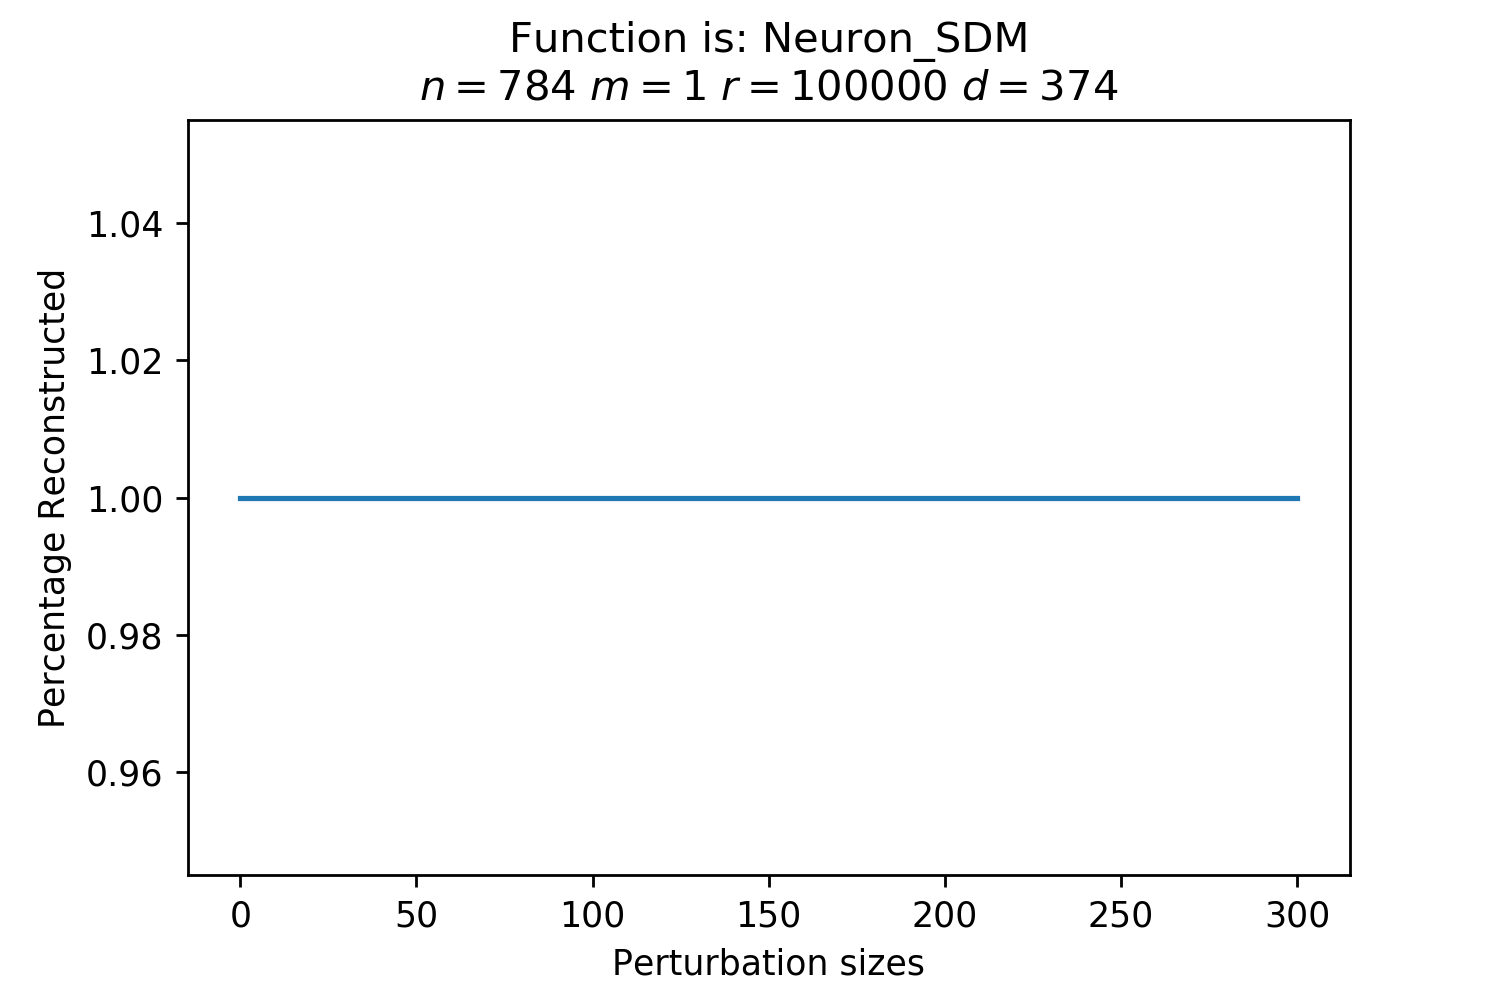 Function is: Neuron_SDM
n = 784 m = 1 r = 100000 d = 374
Percentage Reconstructed
1.04
1.02
1.00
0.98
0.96
0 50 100 150 200 250 300
Perturbation sizes